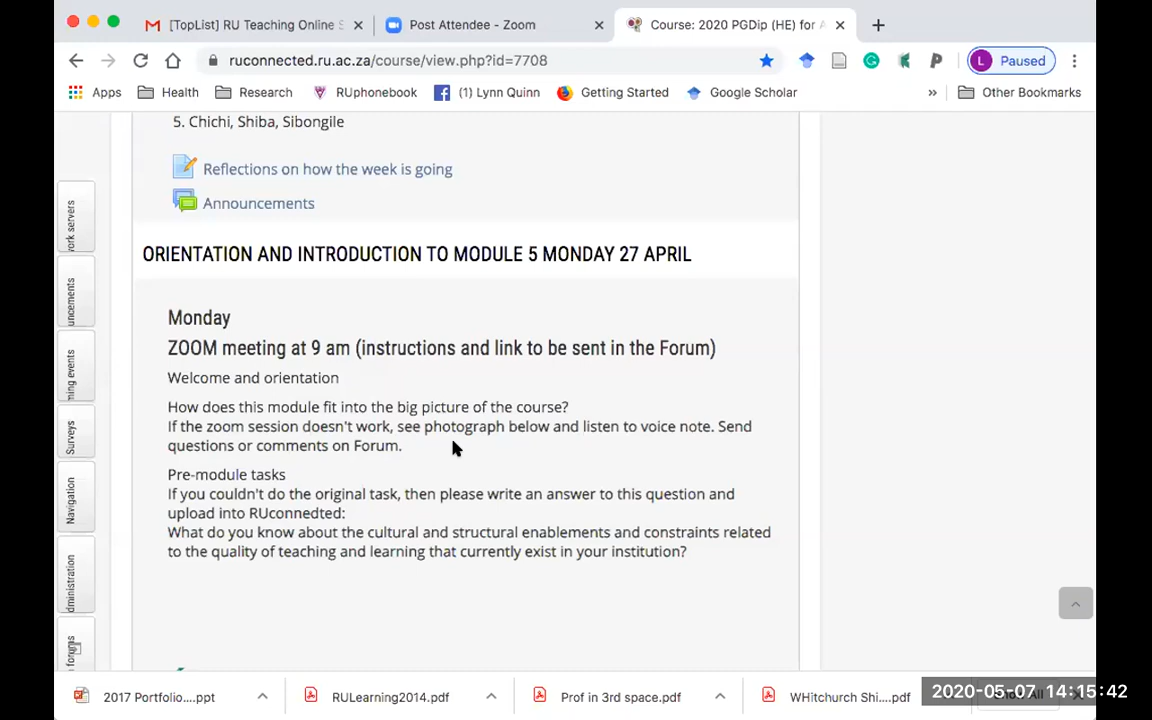 [TopList] RU Teaching Online S
Post Attendee - Zoom
Course: 2020 PGDip (HE) for A
ruconnected.ru.ac.za/course/view.php?id=7708
L Paused
Apps Health Research RUphonebook (1) Lynn Quinn Getting Started Google Scholar » Other Bookmarks
5. Chichi, Shiba, Sibongile
Reflections on how the week is going
Announcements
ORIENTATION AND INTRODUCTION TO MODULE 5 MONDAY 27 APRIL
Monday
ZOOM meeting at 9 am (instructions and link to be sent in the Forum)
Welcome and orientation
How does this module fit into the big picture of the course?
If the zoom session doesn't work, see photograph below and listen to voice note. Send
questions or comments on Forum.
Pre-module tasks
If you couldn't do the original task, then please write an answer to this question and
upload into RUconnedted:
What do you know about the cultural and structural enablements and constraints related
to the quality of teaching and learning that currently exist in your institution?
work servers
uncements
ming events
Surveys
Navigation
dministration
forums
2017 Portfolio....ppt
RULearning2014.pdf
Prof in 3rd space.pdf
WHitchurch Shi....pdf
2020-05-07 14:15:42